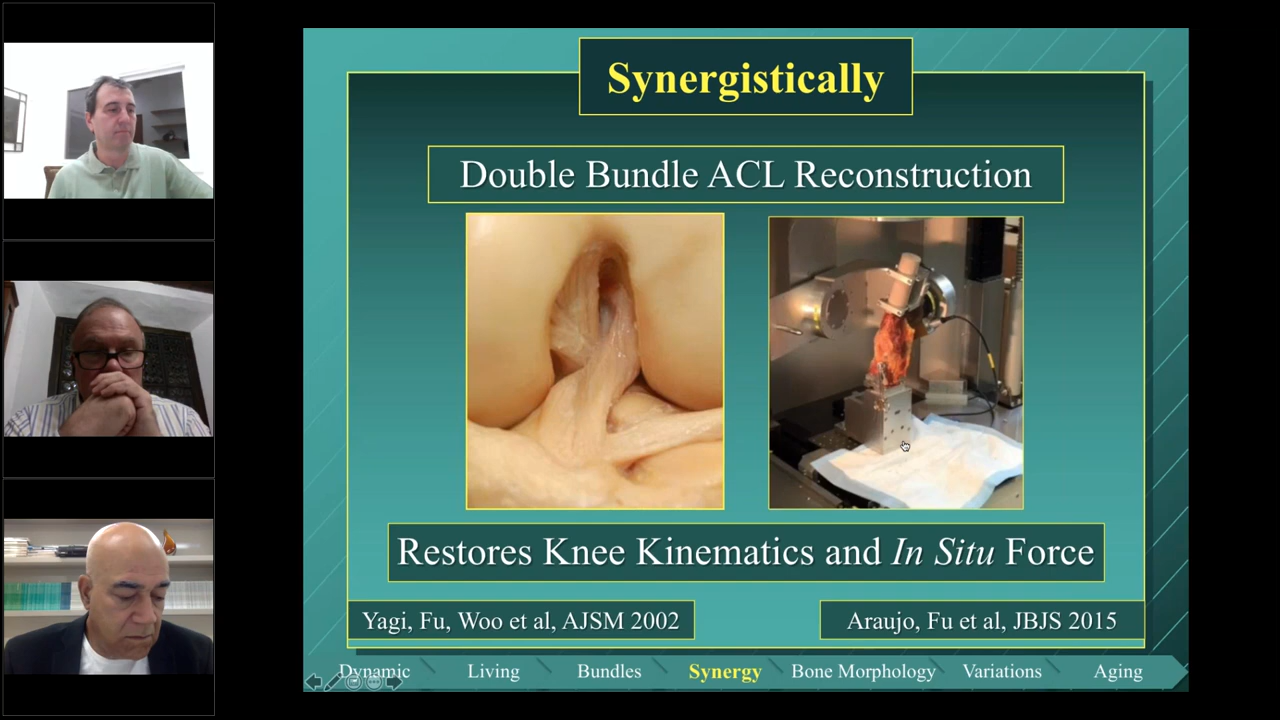 Synergistically
Double Bundle ACL Reconstruction
Restores Knee Kinematics and In Situ Force
Yagi, Fu, Woo et al, AJSM 2002
Araujo, Fu et al, JBJS 2015
Dynamic Living Bundles Synergy Bone Morphology Variations Aging